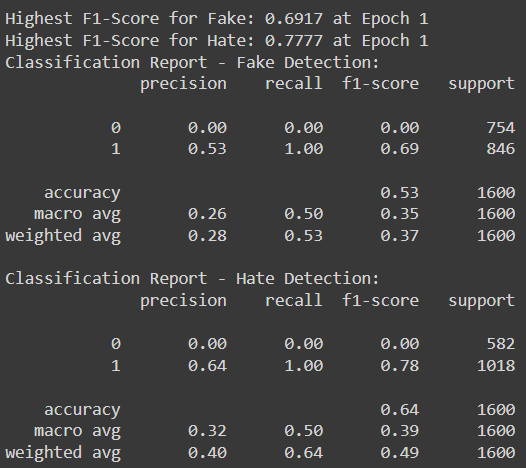 Highest F1-Score for Fake: 0.6917 at Epoch 1
Highest F1-Score for Hate: 0.7777 at Epoch 1
Classification Report - Fake Detection:
precision recall f1-score support
0 0.00 0.00 0.00 754
1 0.53 1.00 0.69 846
accuracy 0.53 1600
macro avg 0.26 0.50 0.35 1600
weighted avg 0.28 0.53 0.37 1600
Classification Report - Hate Detection:
precision recall f1-score support
0 0.00 0.00 0.00 582
1 0.64 1.00 0.78 1018
accuracy 0.64 1600
macro avg 0.32 0.50 0.39 1600
weighted avg 0.40 0.64 0.49 1600